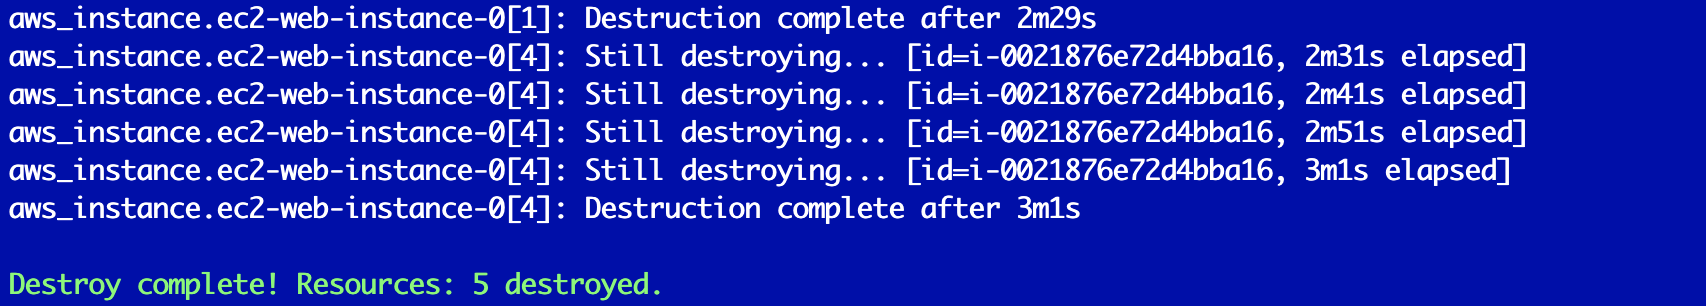 aws_instance.ec2-web-instance-0[1]: Destruction complete after 2m29s
aws_instance.ec2-web-instance-0[4]: Still destroying... [id=i-0021876e72d4bba16, 2m31s elapsed]
aws_instance.ec2-web-instance-0[4]: Still destroying... [id=i-0021876e72d4bba16, 2m41s elapsed]
aws_instance.ec2-web-instance-0[4]: Still destroying... [id=i-0021876e72d4bba16, 2m51s elapsed]
aws_instance.ec2-web-instance-0[4]: Still destroying... [id=i-0021876e72d4bba16, 3m1s elapsed]
aws_instance.ec2-web-instance-0[4]: Destruction complete after 3m1s
Destroy complete! Resources: 5 destroyed.